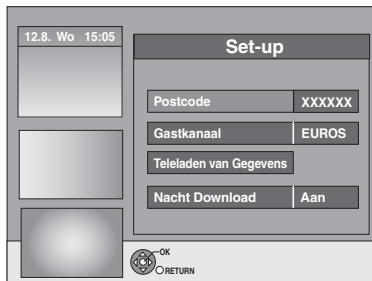 12.8. Wo 15:05
Set-up
Postcode XXXXXX
Gastkanaal EUROS
Teleladen van Gegevens
Nacht Download Aan
OK
RETURN